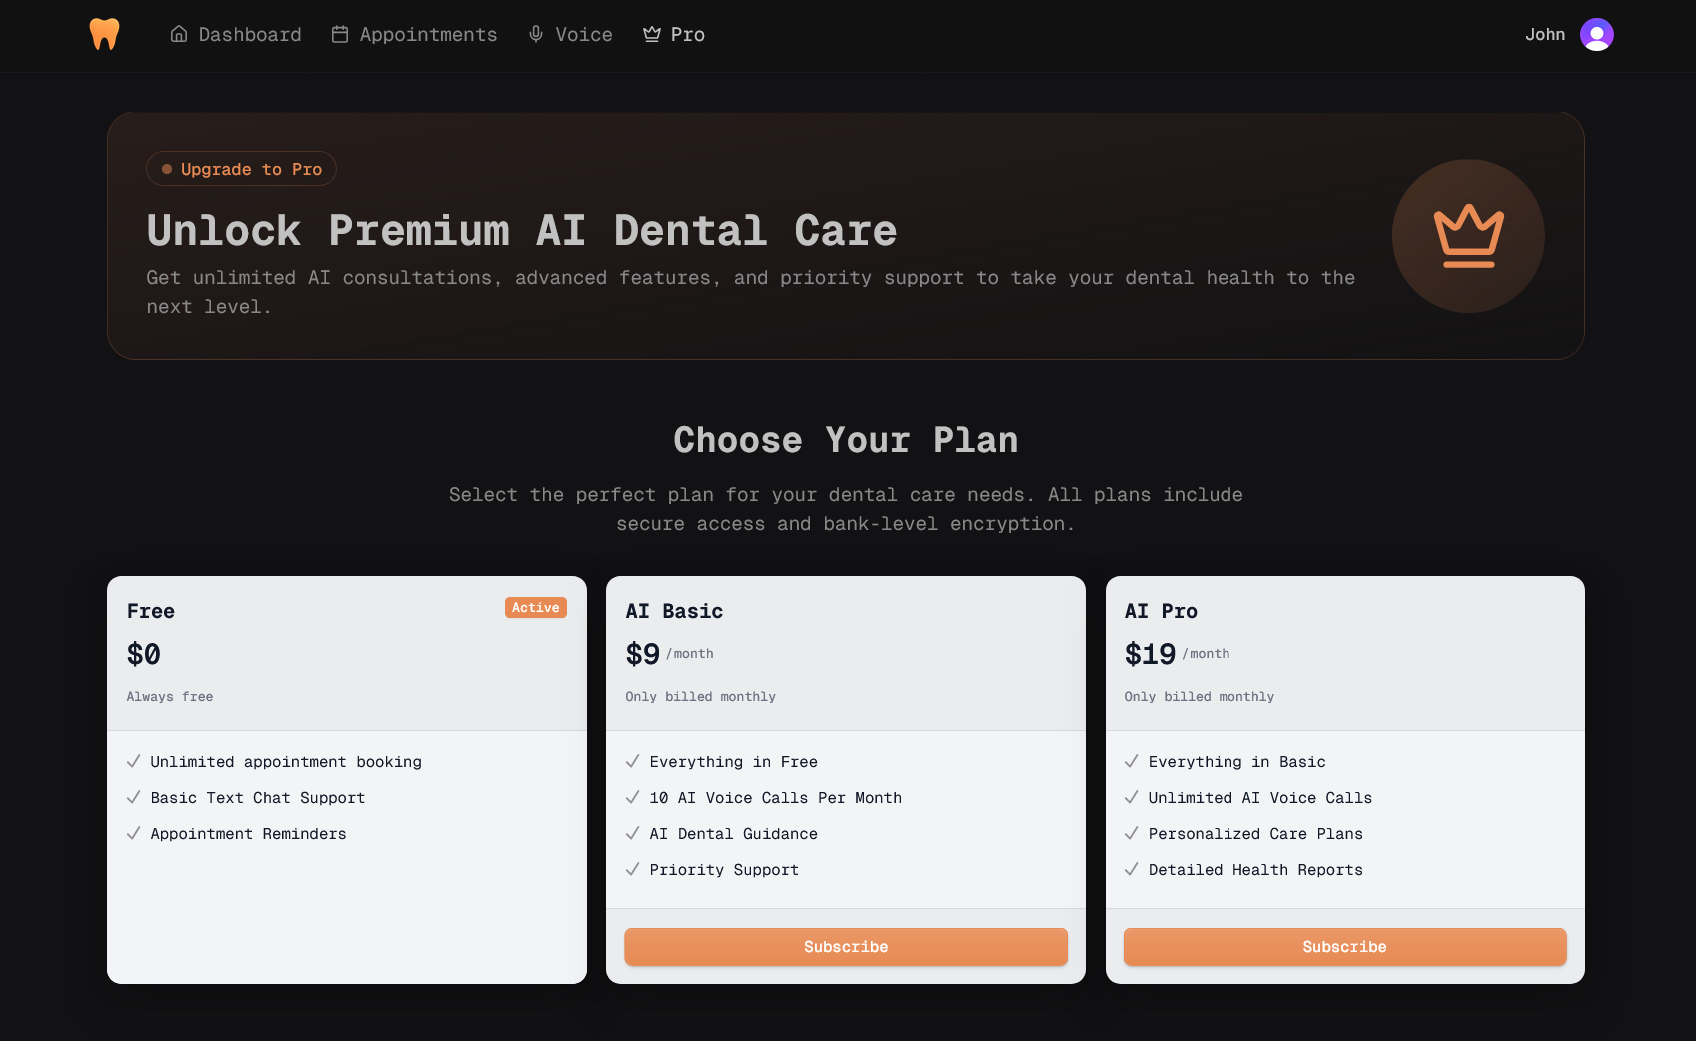 Dashboard
Appointments
Voice
Pro
John
Upgrade to Pro
Unlock Premium AI Dental Care
Get unlimited AI consultations, advanced features, and priority support to take your dental health to the
next level.
Choose Your Plan
Select the perfect plan for your dental care needs. All plans include
secure access and bank-level encryption.
Free
Active
$0
Always free
Unlimited appointment booking
Basic Text Chat Support
Appointment Reminders
AI Basic
$9 /month
Only billed monthly
Everything in Free
10 AI Voice Calls Per Month
AI Dental Guidance
Priority Support
Subscribe
AI Pro
$19 /month
Only billed monthly
Everything in Basic
Unlimited AI Voice Calls
Personalized Care Plans
Detailed Health Reports
Subscribe